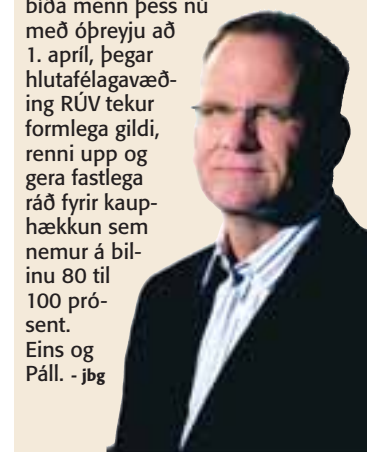 bíða menn þess nú
með óþreyju að
1. apríl, þegar
hlutafélagavæð-
ing RÚV tekur
formlega gildi,
renni upp og
gera fastlega
ráð fyrir kaup-
hækkun sem
nemur á bil-
inu 80 til
100 pró-
sent.
Eins og
Páll. - jbg